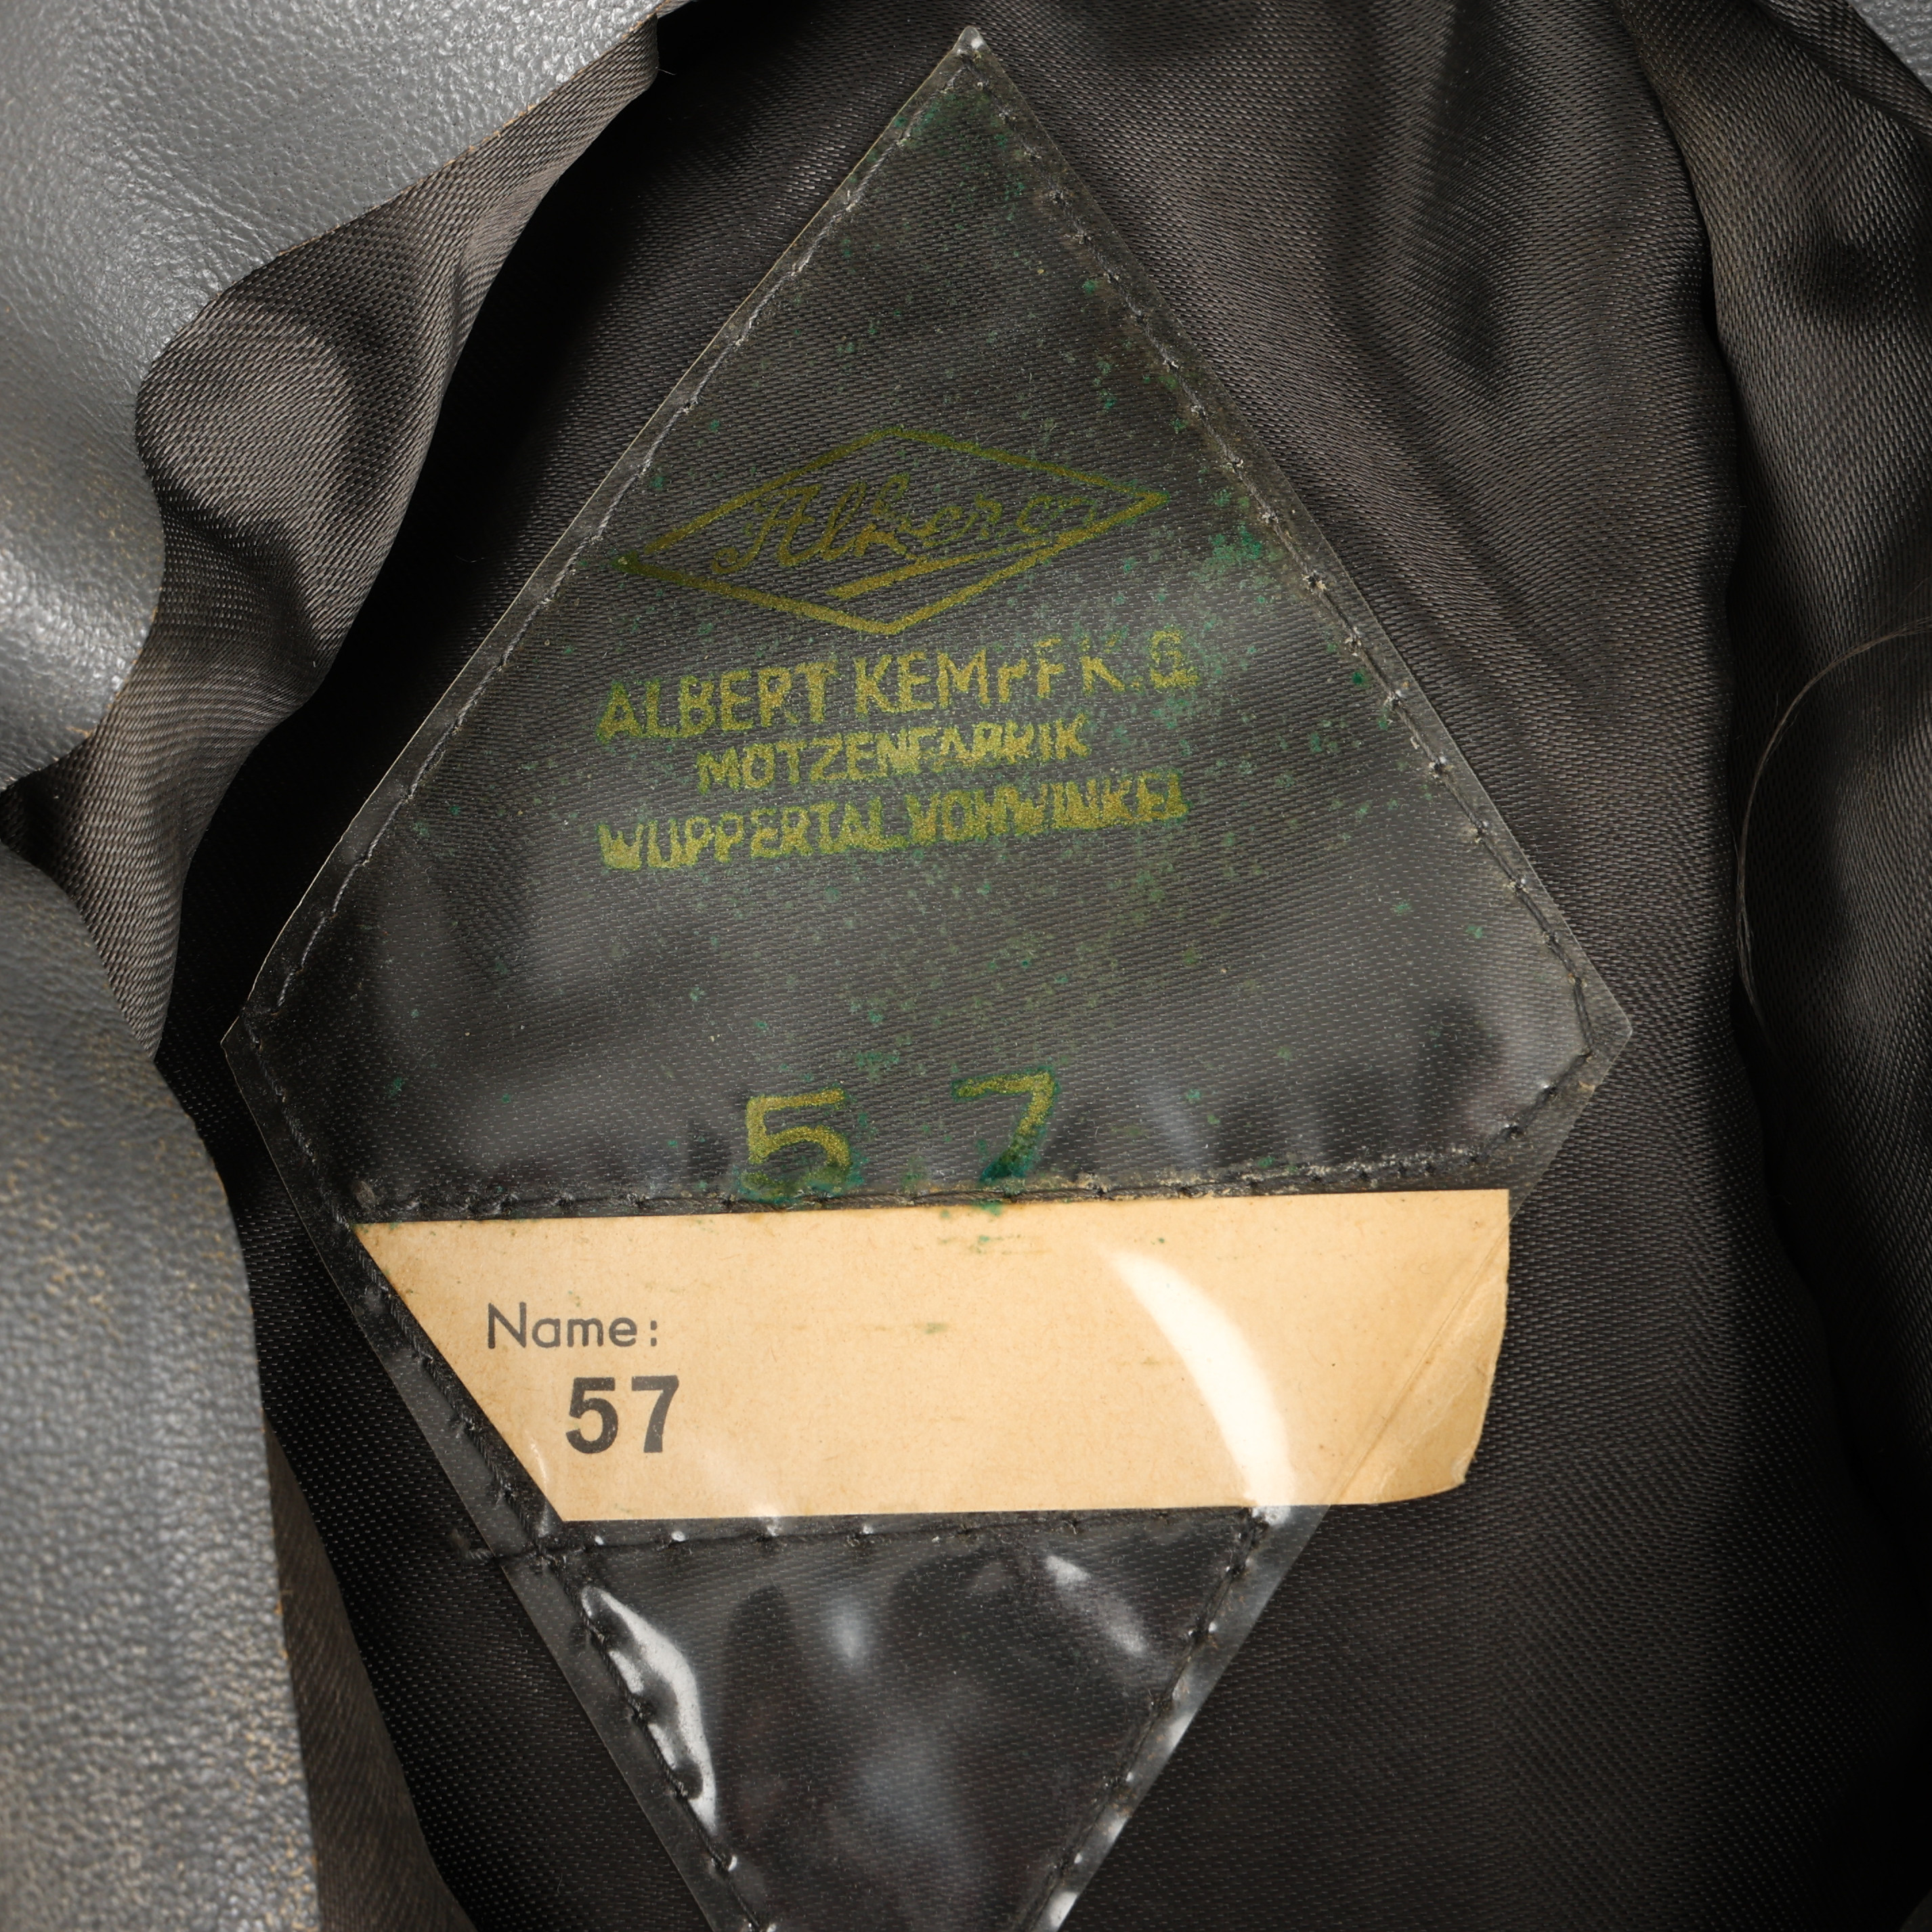 Alkero
ALBERT KEMPF K.G.
MÜTZENFABRIK
WUPPERTAL VOHWINKEL
57
Name:
57